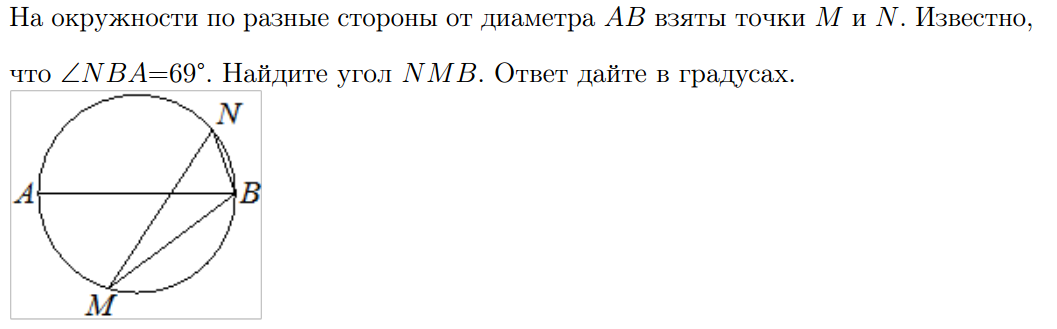 На окружности по разные стороны от диаметра AB взяты точки M и N. Известно,
что ∠NBA=69°. Найдите угол NMB. Ответ дайте в градусах.
N
A
B
M